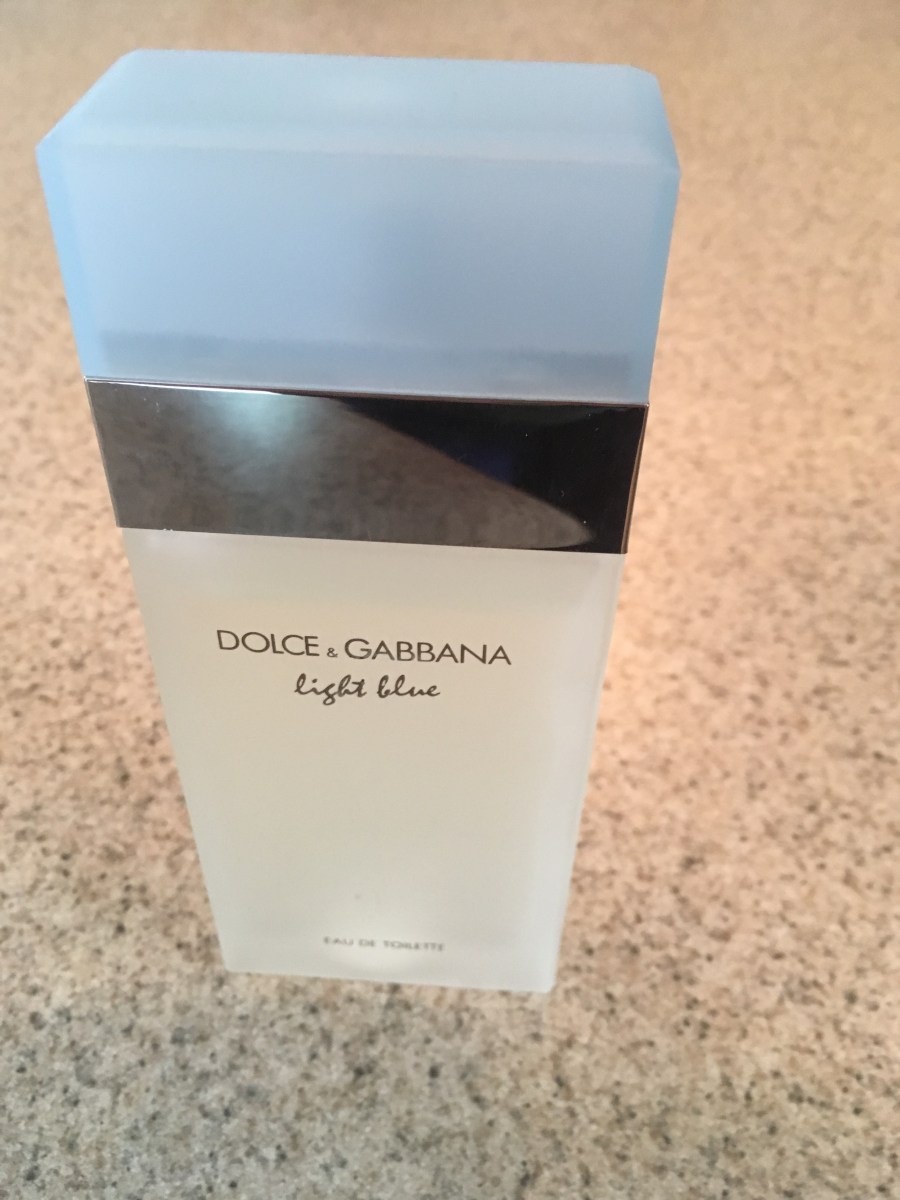 DOLCE & GABBANA
light blue
EAU DE TOILETTE